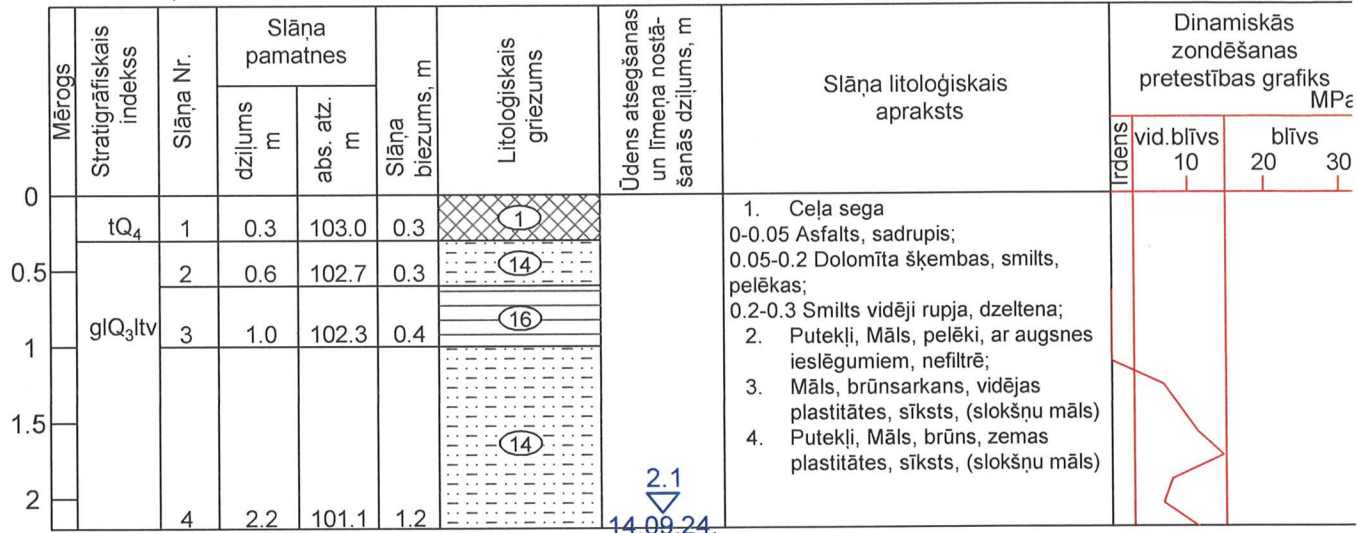 Mērogs
Stratigrāfiskais
indekss
Slāņa Nr.
Slāņa
pamatnes
dziļums
m
abs. atz.
m
Slāņa
biezums, m
Litoloģiskais
griezums
Ūdens atsegšanas
un līmeņa nostā-
šanās dziļums, m
Slāņa litoloģiskais
apraksts
Dinamiskās
zondēšanas
pretestības grafiks
MPa
Irdens
vid.blīvs
blīvs
10 20 30
0
tQ₄ 1 0.3 103.0 0.3 1
0.5
2 0.6 102.7 0.3 14
glQ₃ltv 3 1.0 102.3 0.4 16
1
1.5
14
2
4 2.2 101.1 1.2
2.1
14.09.24.
1. Ceļa sega
0-0.05 Asfalts, sadrupis;
0.05-0.2 Dolomīta šķembas, smilts,
pelēkas;
0.2-0.3 Smilts vidēji rupja, dzeltena;
2. Putekļi, Māls, pelēki, ar augsnes
ieslēgumiem, nefiltrē;
3. Māls, brūnsarkans, vidējas
plastitātes, sīksts, (slokšņu māls)
4. Putekļi, Māls, brūns, zemas
plastitātes, sīksts, (slokšņu māls)